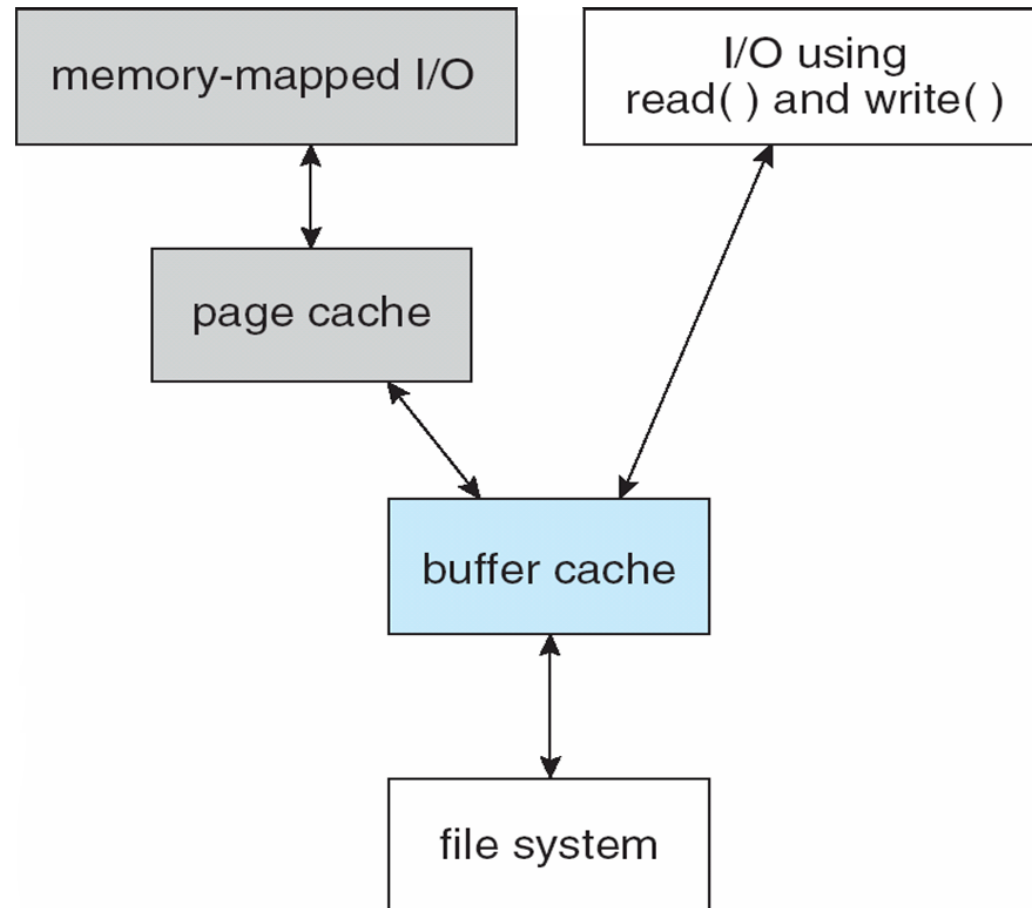 memory-mapped I/O
I/O using
read( ) and write( )
page cache
buffer cache
file system